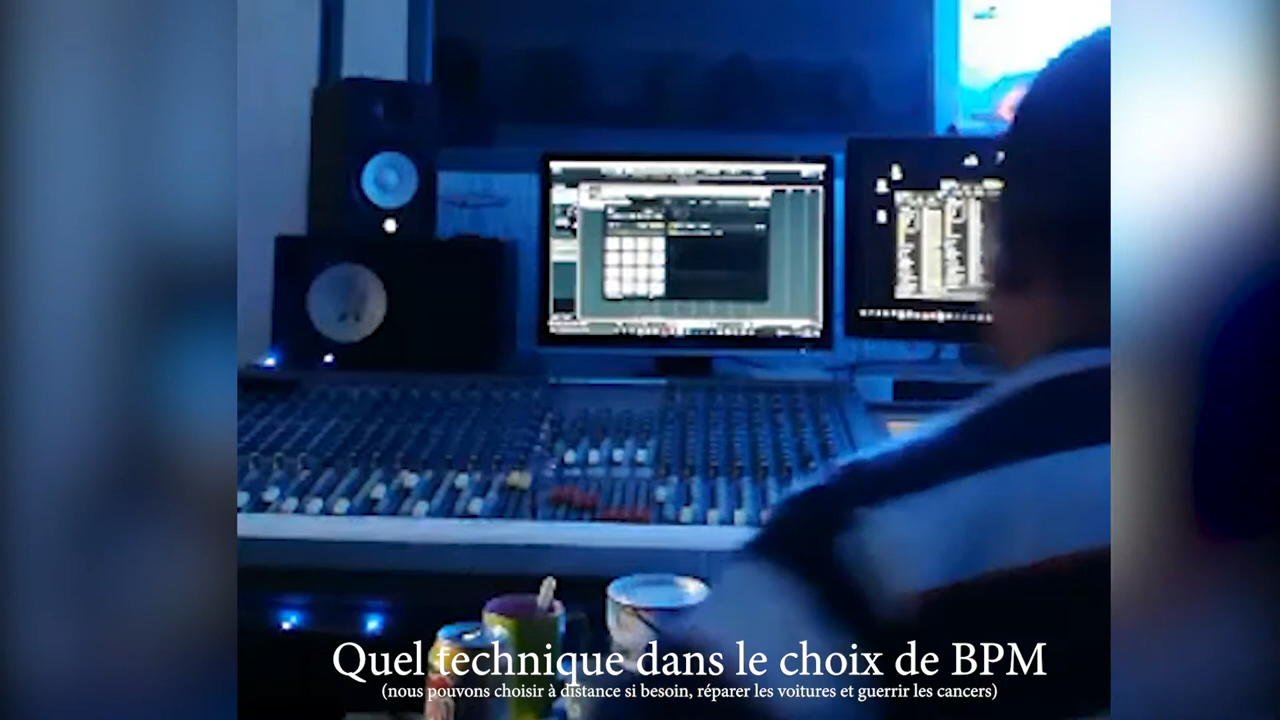 Quel technique dans le choix de BPM
(nous pouvons choisir à distance si besoin, réparer les voitures et guerrir les cancers)